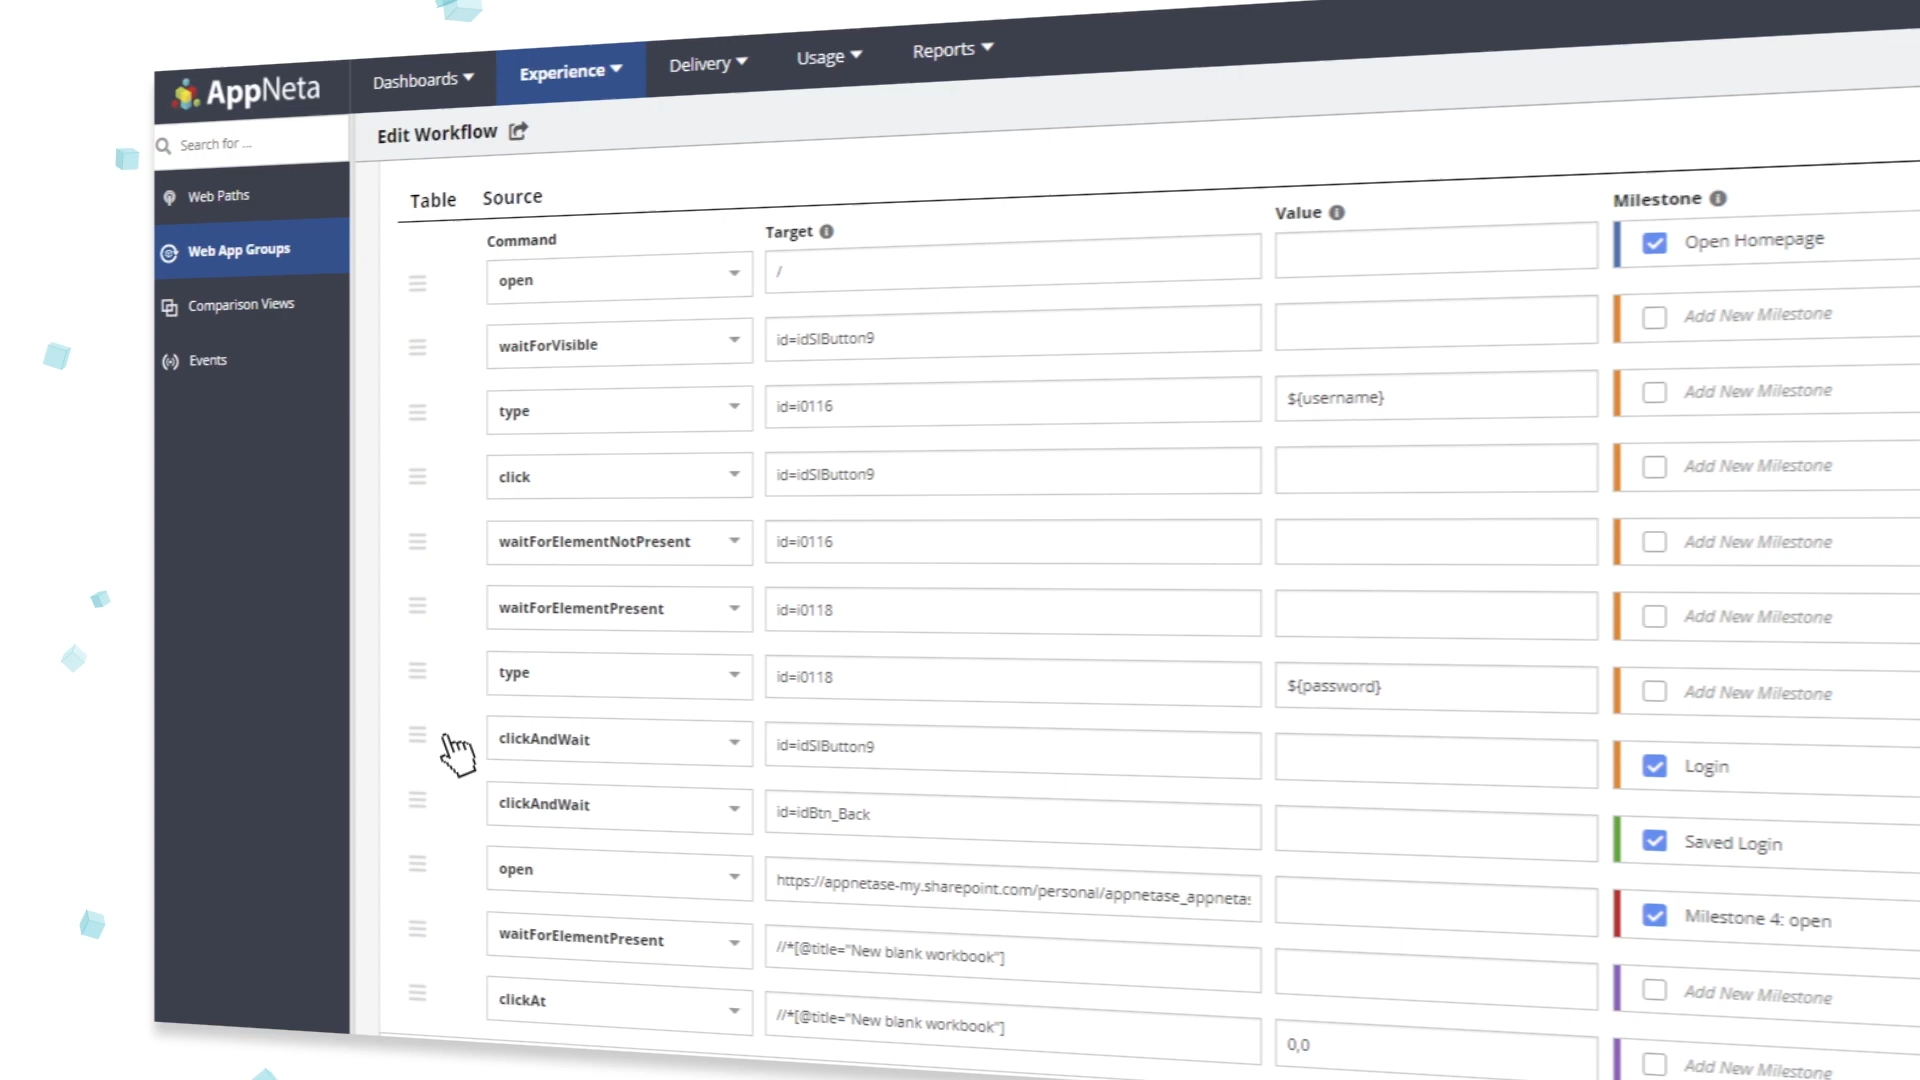 AppNeta
Dashboards
Experience
Delivery
Usage
Reports
Search for ...
Edit Workflow
Web Paths
Web App Groups
Comparison Views
Events
Table Source
Command Target Value Milestone
open / Open Homepage
waitForVisible id=idSIButton9 Add New Milestone
type id=i0116 ${username} Add New Milestone
click id=idSIButton9 Add New Milestone
waitForElementNotPresent id=i0116 Add New Milestone
waitForElementPresent id=i0118 Add New Milestone
type id=i0118 ${password} Add New Milestone
clickAndWait id=idSIButton9 Login
clickAndWait id=idBtn_Back Saved Login
open https://appnetase-my.sharepoint.com/personal/appnetase_appnetas Milestone 4: open
waitForElementPresent //*[@title="New blank workbook"] Add New Milestone
clickAt //*[@title="New blank workbook"] 0,0 Add New Milestone